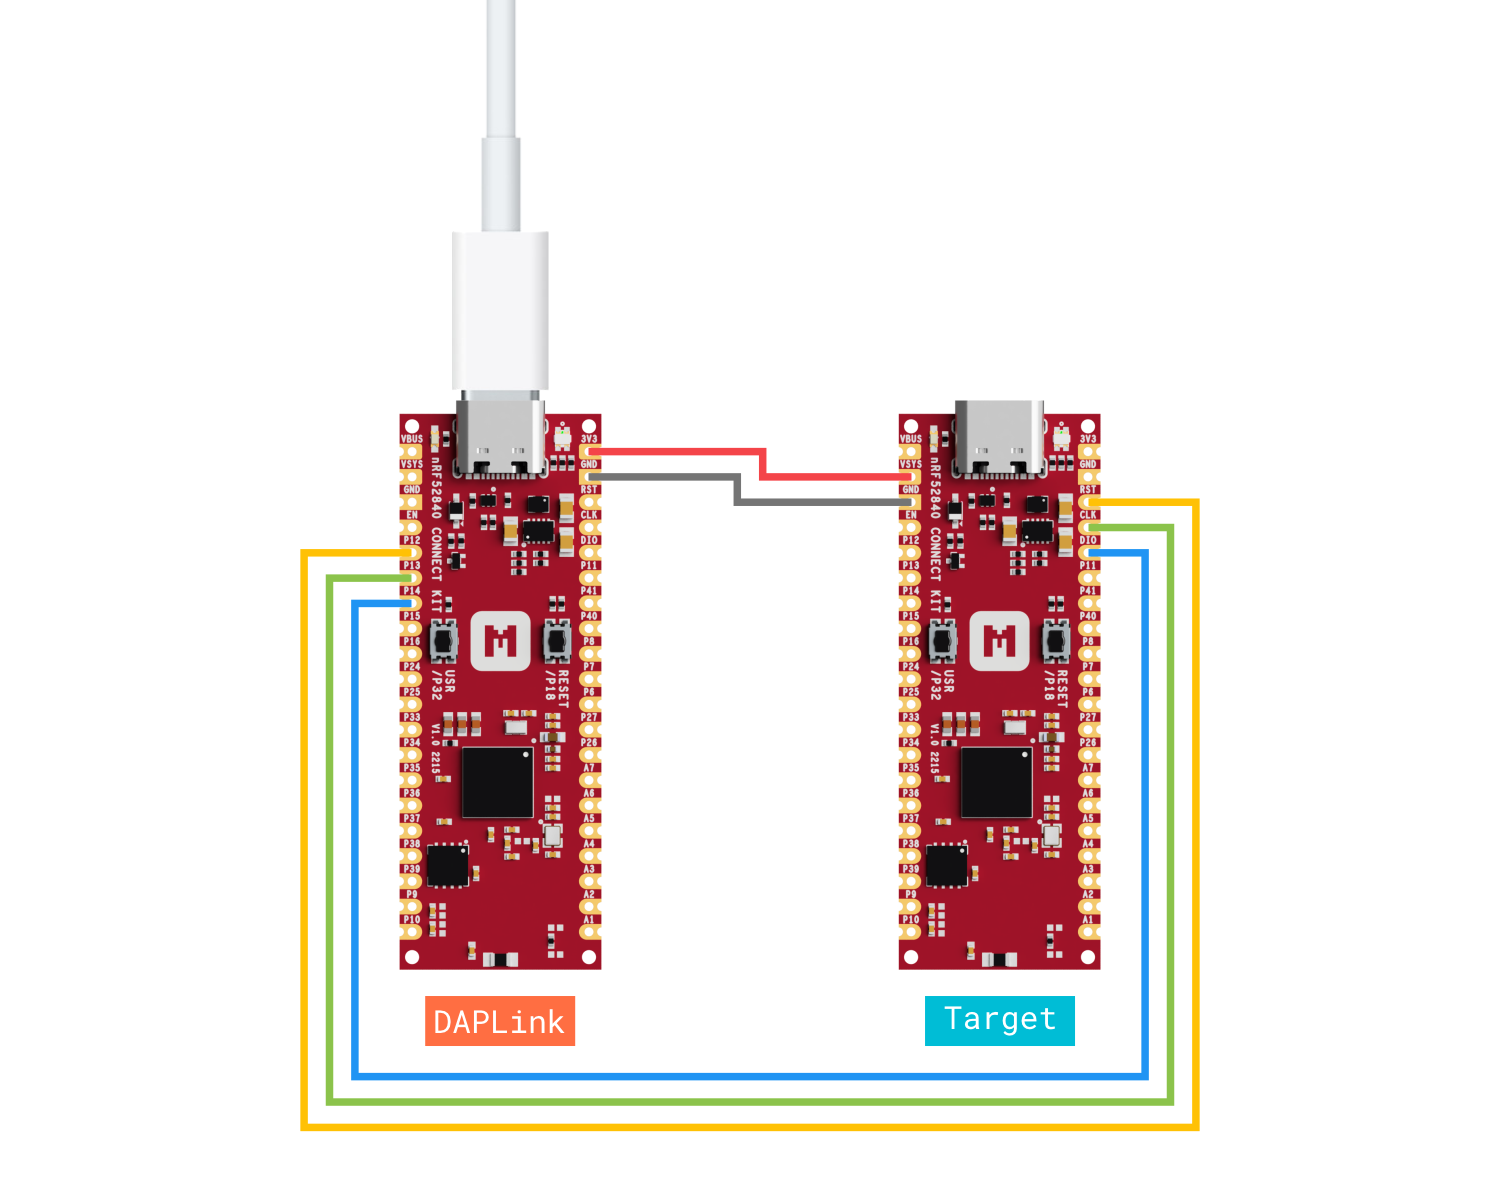 VBUS
VSYS
GND
EN
P12
P13
P14
P15
P16
P24
P25
P33
P34
P35
P36
P37
P38
P39
P9
P10
nRF52840 CONNECT KIT
USR
/P32
V1.0 2215
RESET
/P18
3V3
GND
RST
CLK
DIO
P11
P41
P40
P8
P7
P6
P27
P26
A7
A6
A5
A4
A3
A2
A1
DAPLink
VBUS
VSYS
GND
EN
P12
P13
P14
P15
P16
P24
P25
P33
P34
P35
P36
P37
P38
P39
P9
P10
nRF52840 CONNECT KIT
USR
/P32
V1.0 2215
RESET
/P18
3V3
GND
RST
CLK
DIO
P11
P41
P40
P8
P7
P6
P27
P26
A7
A6
A5
A4
A3
A2
A1
Target